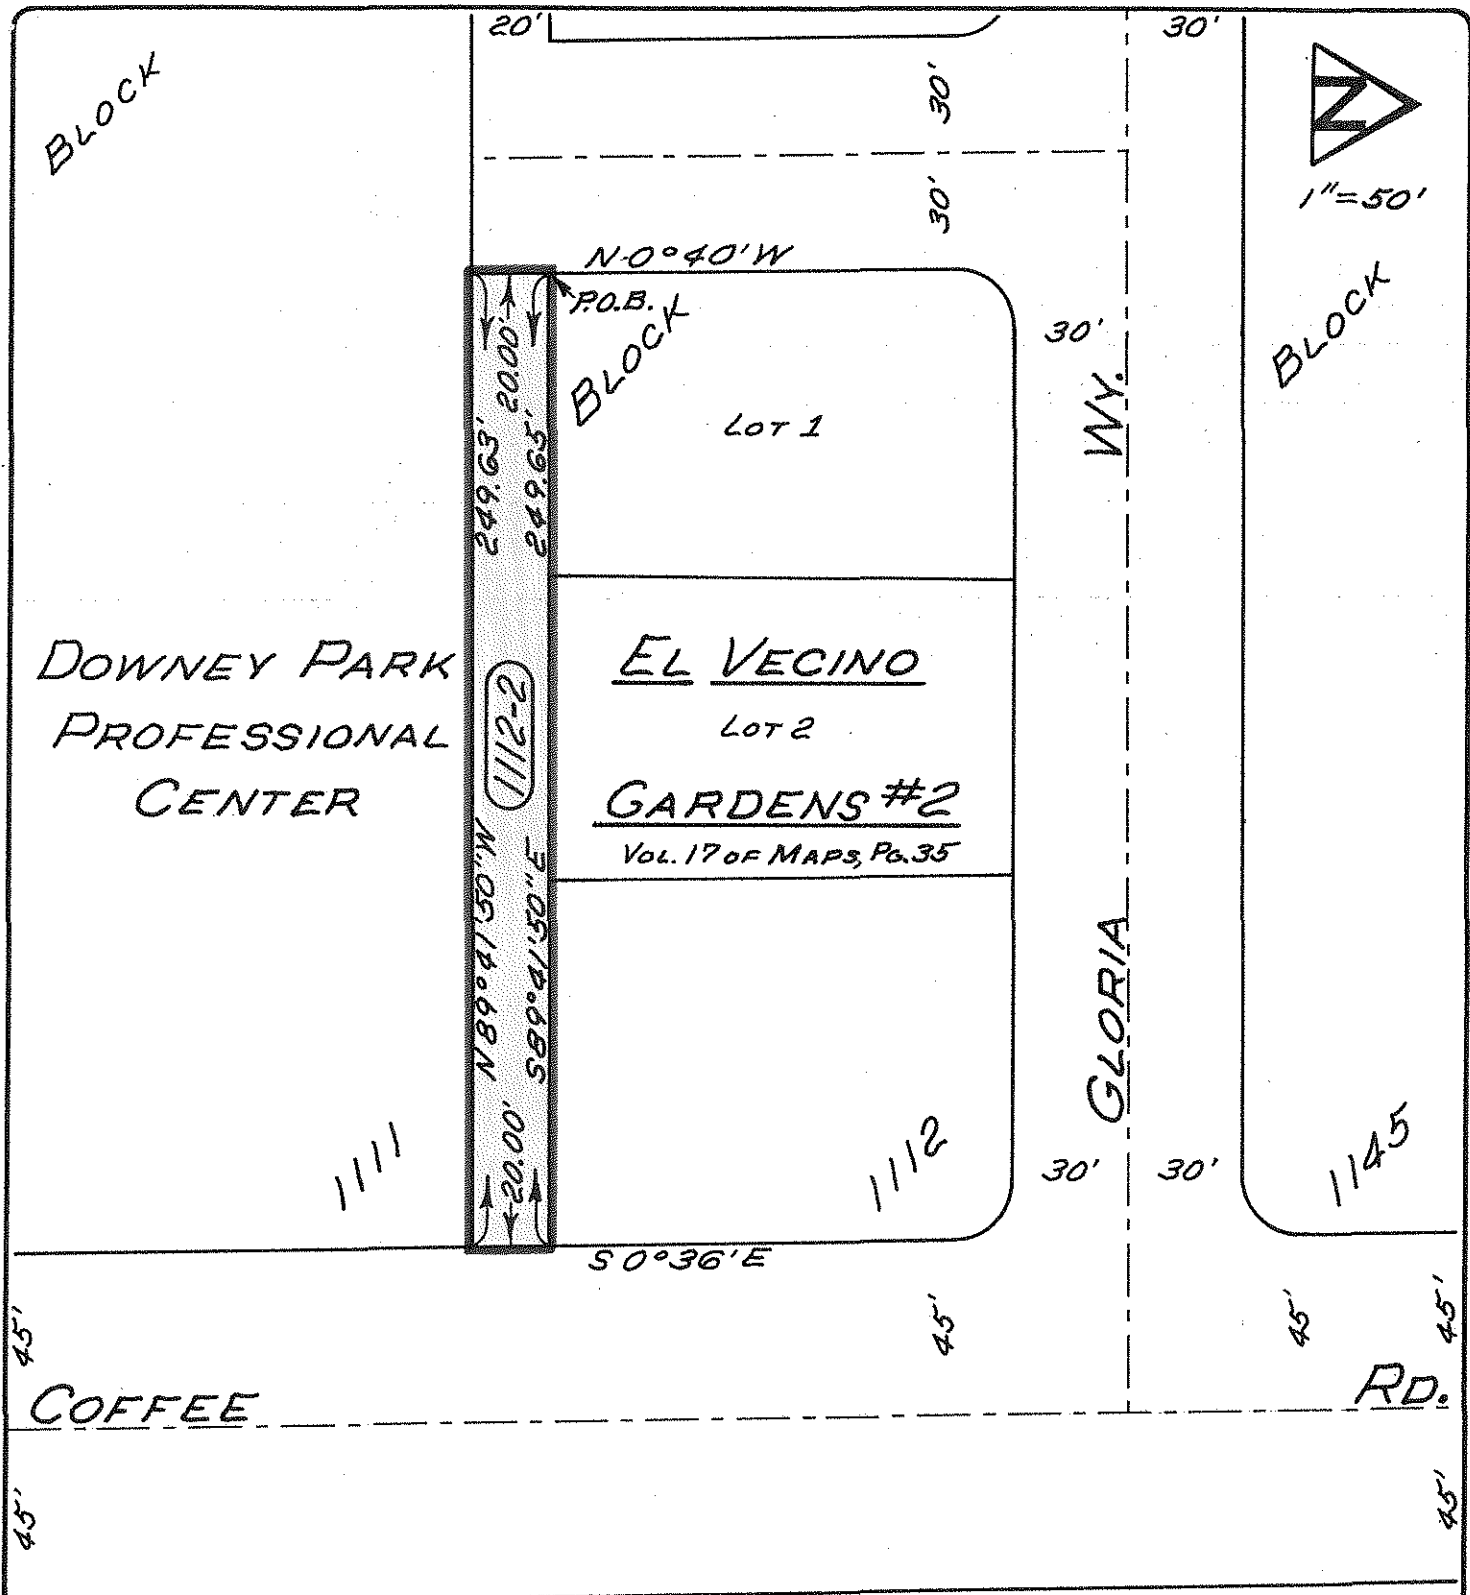 20'
30'
BLOCK
30'
N
1"=50'
30'
N 0°40'W
P.O.B.
BLOCK
30'
BLOCK
20.00'
249.63'
249.65'
LOT 1
WY.
DOWNEY PARK
PROFESSIONAL
CENTER
1112-2
EL VECINO
LOT 2
GARDENS #2
VOL. 17 OF MAPS, PG. 35
N 89°41'50"W
S 89°41'50"E
GLORIA
20.00'
1111
1112
30'
30'
1145
S 0°36'E
45'
45'
45'
45'
COFFEE
RD.
45'
45'